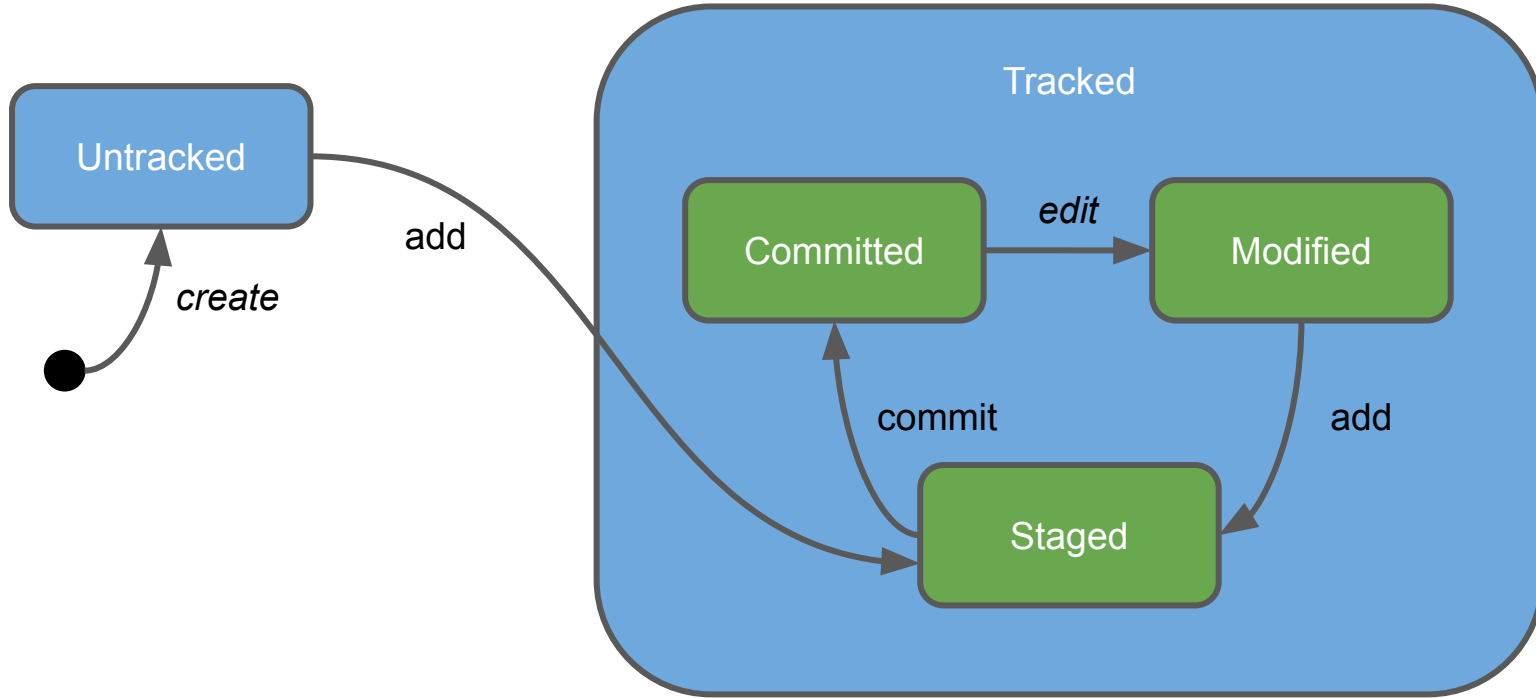 Tracked
Untracked
add
create
Committed
edit
Modified
commit
add
Staged